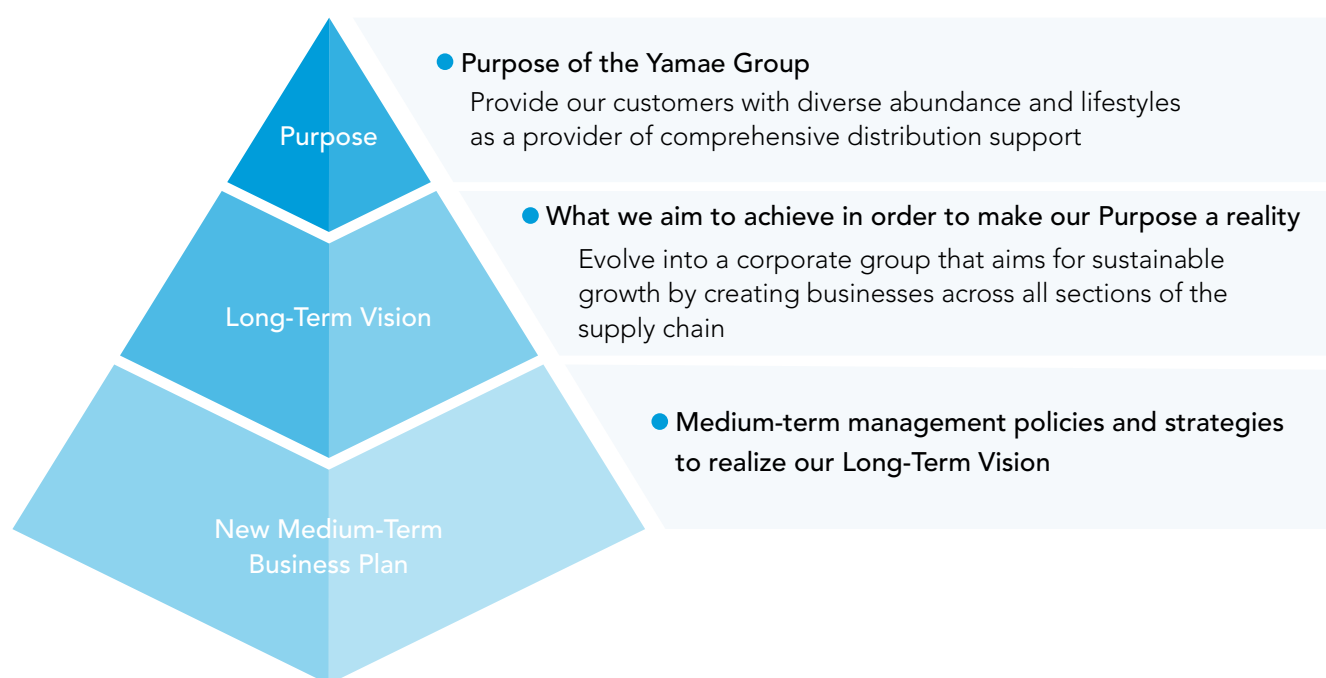 Purpose
● Purpose of the Yamae Group
Provide our customers with diverse abundance and lifestyles
as a provider of comprehensive distribution support
Long-Term Vision
● What we aim to achieve in order to make our Purpose a reality
Evolve into a corporate group that aims for sustainable
growth by creating businesses across all sections of the
supply chain
New Medium-Term
Business Plan
● Medium-term management policies and strategies
to realize our Long-Term Vision